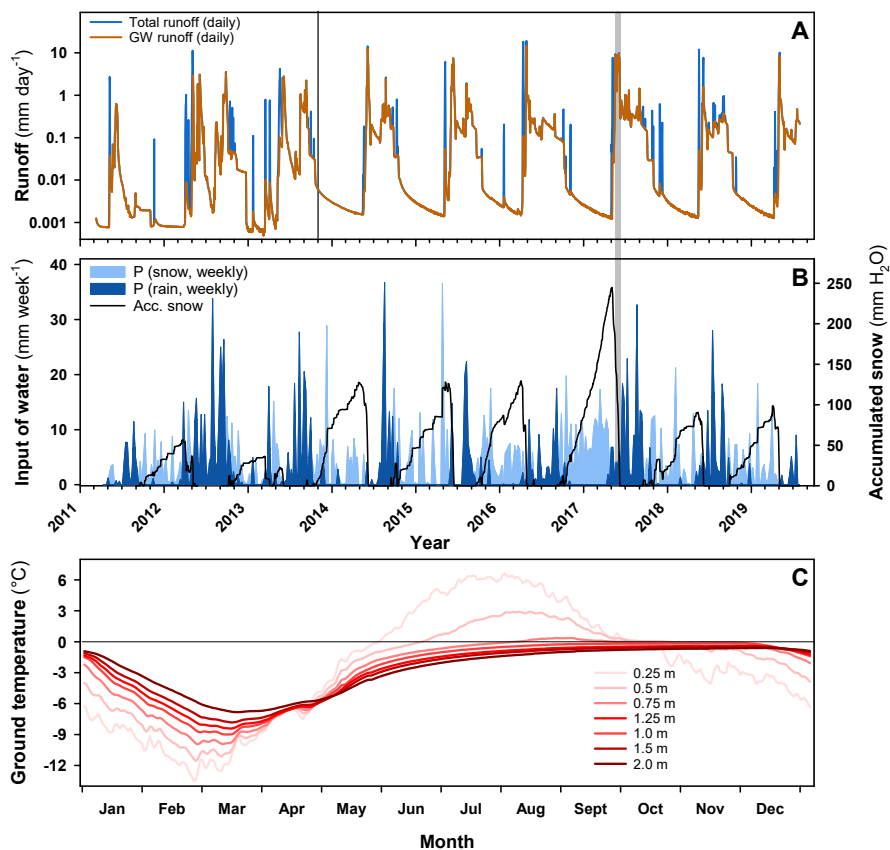 Total runoff (daily)
GW runoff (daily)
A
Runoff (mm day⁻¹)
10
1
0.1
0.01
0.001
P (snow, weekly)
P (rain, weekly)
Acc. snow
B
Input of water (mm week⁻¹)
40
30
20
10
0
Accumulated snow (mm H₂O)
250
200
150
100
50
0
2011
2012
2013
2014
2015
2016
2017
2018
2019
Year
C
Ground temperature (°C)
6
3
0
-3
-6
-9
-12
0.25 m
0.5 m
0.75 m
1.25 m
1.0 m
1.5 m
2.0 m
Jan Feb Mar Apr May Jun Jul Aug Sept Oct Nov Dec
Month